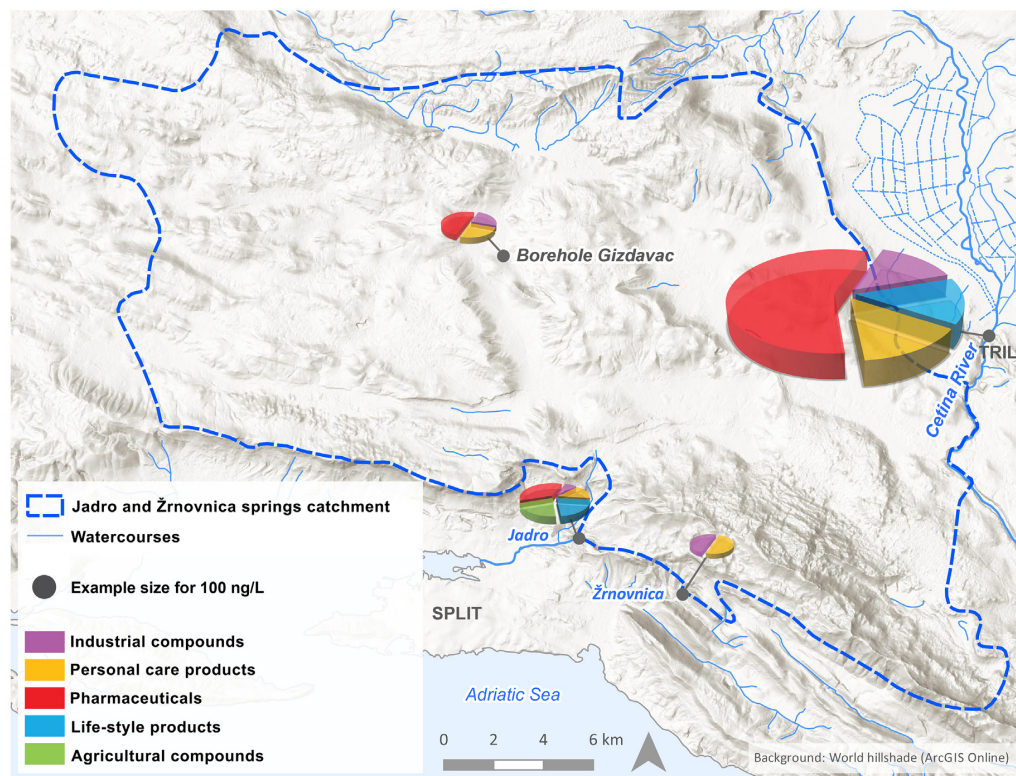 Borehole Gizdavac
TRIL
Cetina River
Jadro
Žrnovnica
SPLIT
Adriatic Sea
Jadro and Žrnovnica springs catchment
Watercourses
Example size for 100 ng/L
Industrial compounds
Personal care products
Pharmaceuticals
Life-style products
Agricultural compounds
0 2 4 6 km
Background: World hillshade (ArcGIS Online)